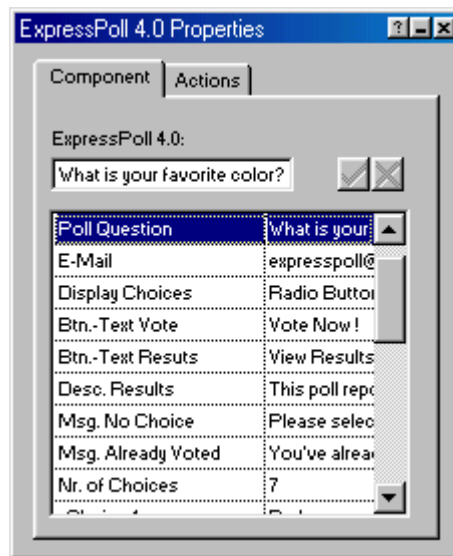 ExpressPoll 4.0 Properties
Component Actions
ExpressPoll 4.0:
What is your favorite color?
Poll Question What is your
E-Mail expresspoll@
Display Choices Radio Button
Btn.-Text Vote Vote Now !
Btn.-Text Resuts View Results
Desc. Results This poll repo
Msg. No Choice Please selec
Msg. Already Voted You've alrea
Nr. of Choices 7